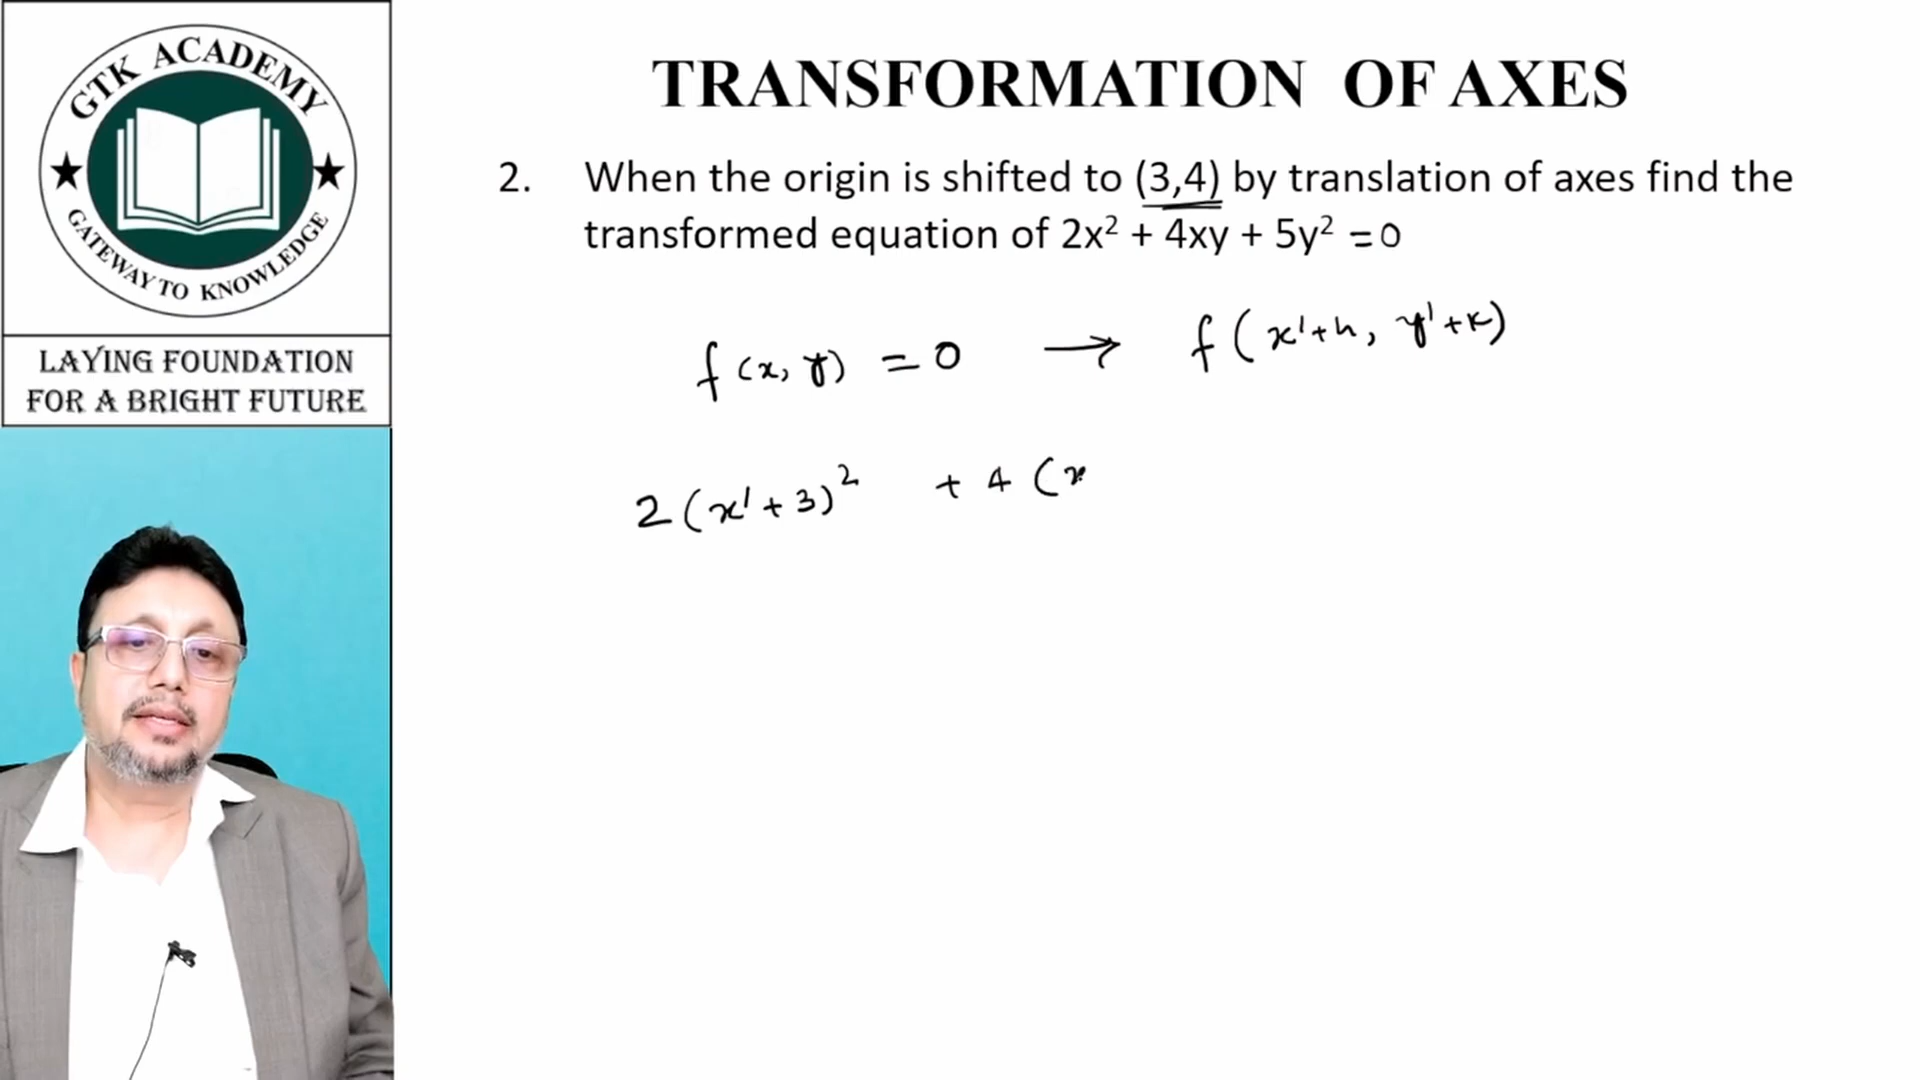 GTK ACADEMY
GATEWAY TO KNOWLEDGE
LAYING FOUNDATION
FOR A BRIGHT FUTURE
TRANSFORMATION OF AXES
2. When the origin is shifted to (3,4) by translation of axes find the
transformed equation of 2x² + 4xy + 5y² = 0
f(x, y) = 0 → f(x' + h, y' + k)
2(x' + 3)² + 4(x